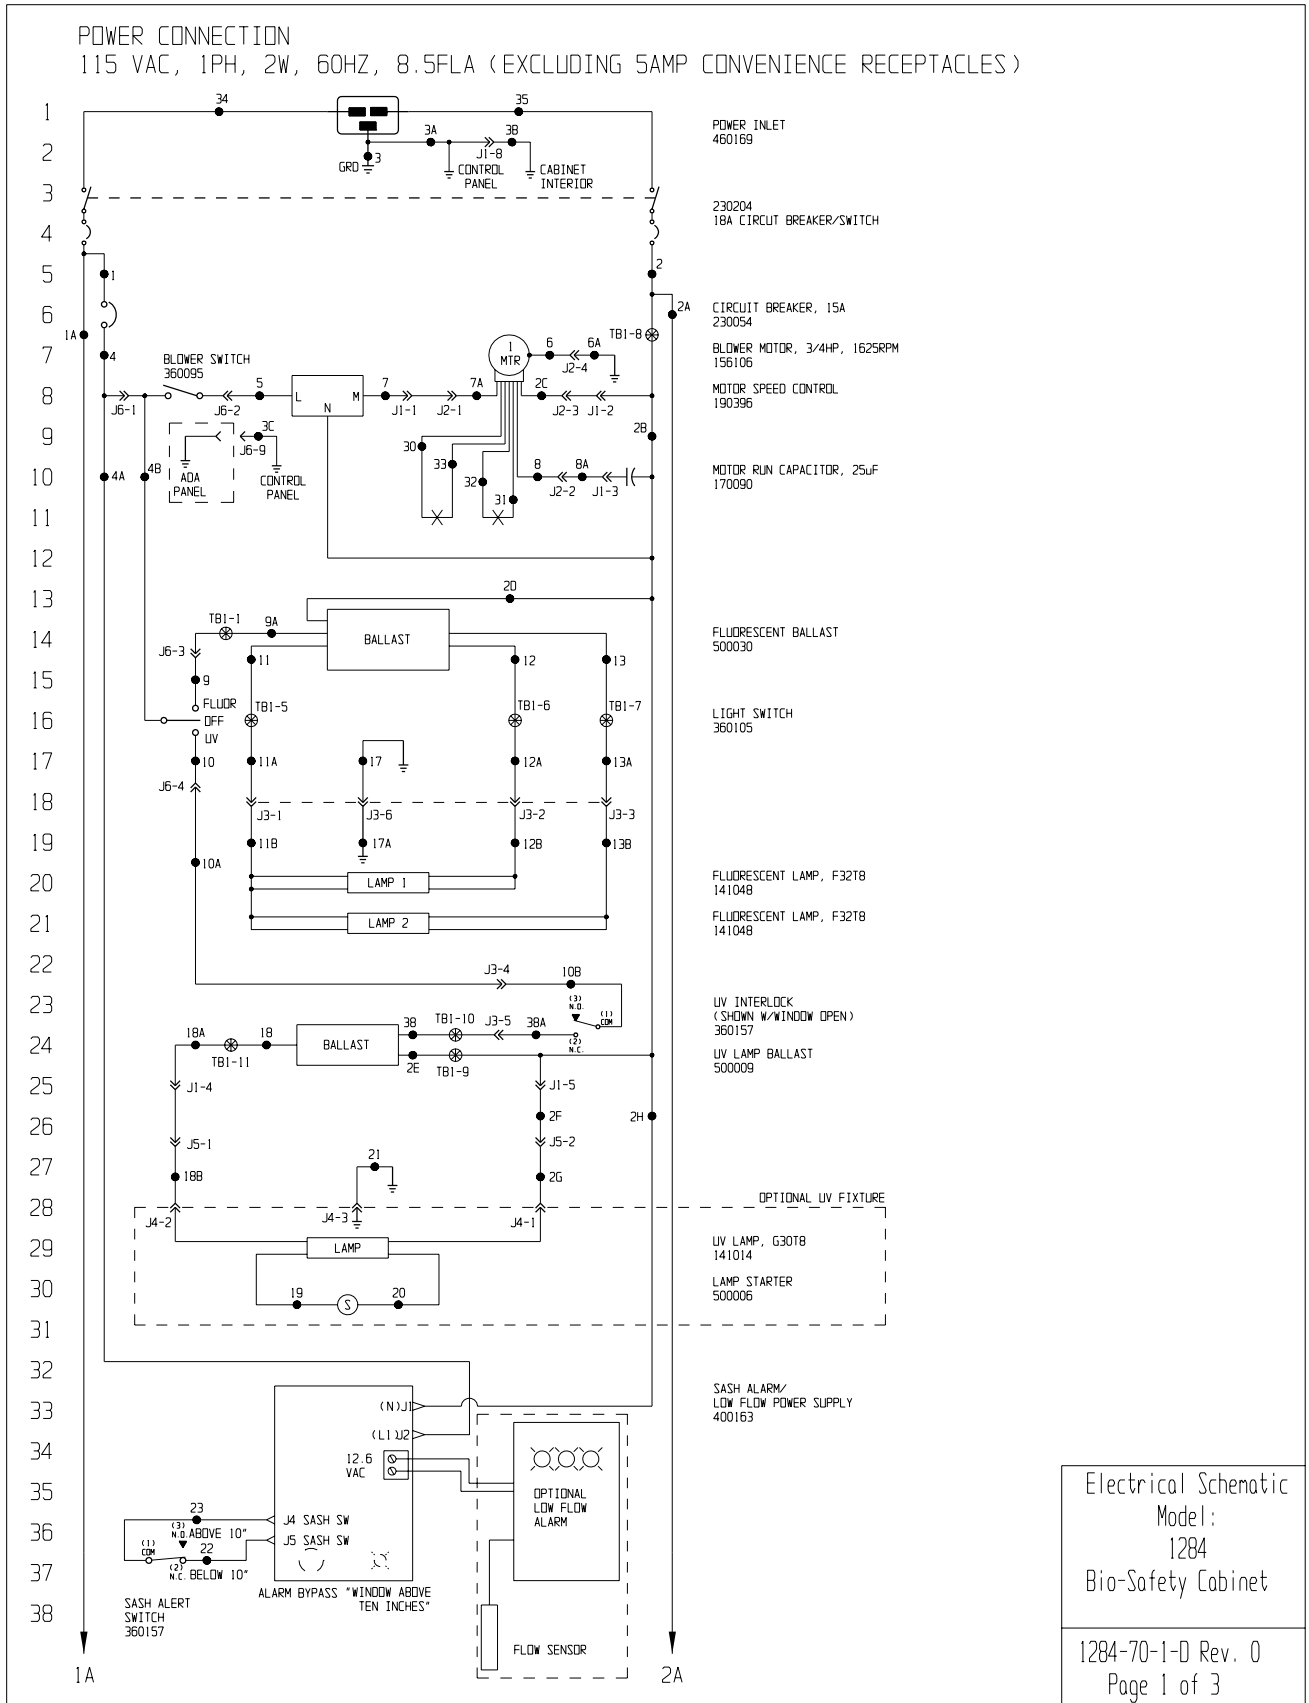 POWER CONNECTION
115 VAC, 1PH, 2W, 60HZ, 8.5FLA (EXCLUDING 5AMP CONVENIENCE RECEPTACLES)
1
34
35
POWER INLET
460169
2
3A
3B
J1-8
3
GRD
CONTROL
PANEL
CABINET
INTERIOR
3
230204
18A CIRCUT BREAKER/SWITCH
4
5
1
2
6
2A
CIRCUIT BREAKER, 15A
230054
1A
TB1-8
7
4
BLOWER SWITCH
360095
1
MTR
6
6A
J2-4
BLOWER MOTOR, 3/4HP, 1625RPM
156106
8
J6-1
J6-2
5
L
N
M
7
J1-1
J2-1
7A
2C
J2-3
J1-2
MOTOR SPEED CONTROL
190396
9
3C
J6-9
30
2B
10
4A
4B
ADA
PANEL
CONTROL
PANEL
33
32
31
8
8A
J2-2
J1-3
MOTOR RUN CAPACITOR, 25uF
170090
11
12
13
2D
14
TB1-1
9A
BALLAST
FLUORESCENT BALLAST
500030
J6-3
11
12
13
15
9
16
FLUOR
OFF
UV
TB1-5
TB1-6
TB1-7
LIGHT SWITCH
360105
17
10
11A
17
12A
13A
J6-4
18
J3-1
J3-6
J3-2
J3-3
19
11B
17A
12B
13B
10A
20
LAMP 1
FLUORESCENT LAMP, F32T8
141048
21
LAMP 2
FLUORESCENT LAMP, F32T8
141048
22
J3-4
10B
23
(3)
N.O.
(1)
COM
UV INTERLOCK
(SHOWN W/WINDOW OPEN)
360157
24
18A
TB1-11
18
BALLAST
38
TB1-10
J3-5
38A
(2)
N.C.
2E
TB1-9
UV LAMP BALLAST
500009
25
J1-4
J1-5
26
2F
2H
J5-1
J5-2
27
21
18B
2G
28
OPTIONAL UV FIXTURE
J4-2
J4-3
J4-1
29
LAMP
UV LAMP, G30T8
141014
30
19
S
20
LAMP STARTER
500006
31
32
33
(N)J1
SASH ALARM/
LOW FLOW POWER SUPPLY
400163
34
(L1)J2
12.6
VAC
35
OPTIONAL
LOW FLOW
ALARM
36
23
J4 SASH SW
(3)
N.O.
ABOVE 10"
J5 SASH SW
(1)
COM
22
37
(2)
N.C.
BELOW 10"
ALARM BYPASS
"WINDOW ABOVE
TEN INCHES"
38
SASH ALERT
SWITCH
360157
FLOW SENSOR
1A
2A
Electrical Schematic
Model:
1284
Bio-Safety Cabinet
1284-70-1-D Rev. 0
Page 1 of 3